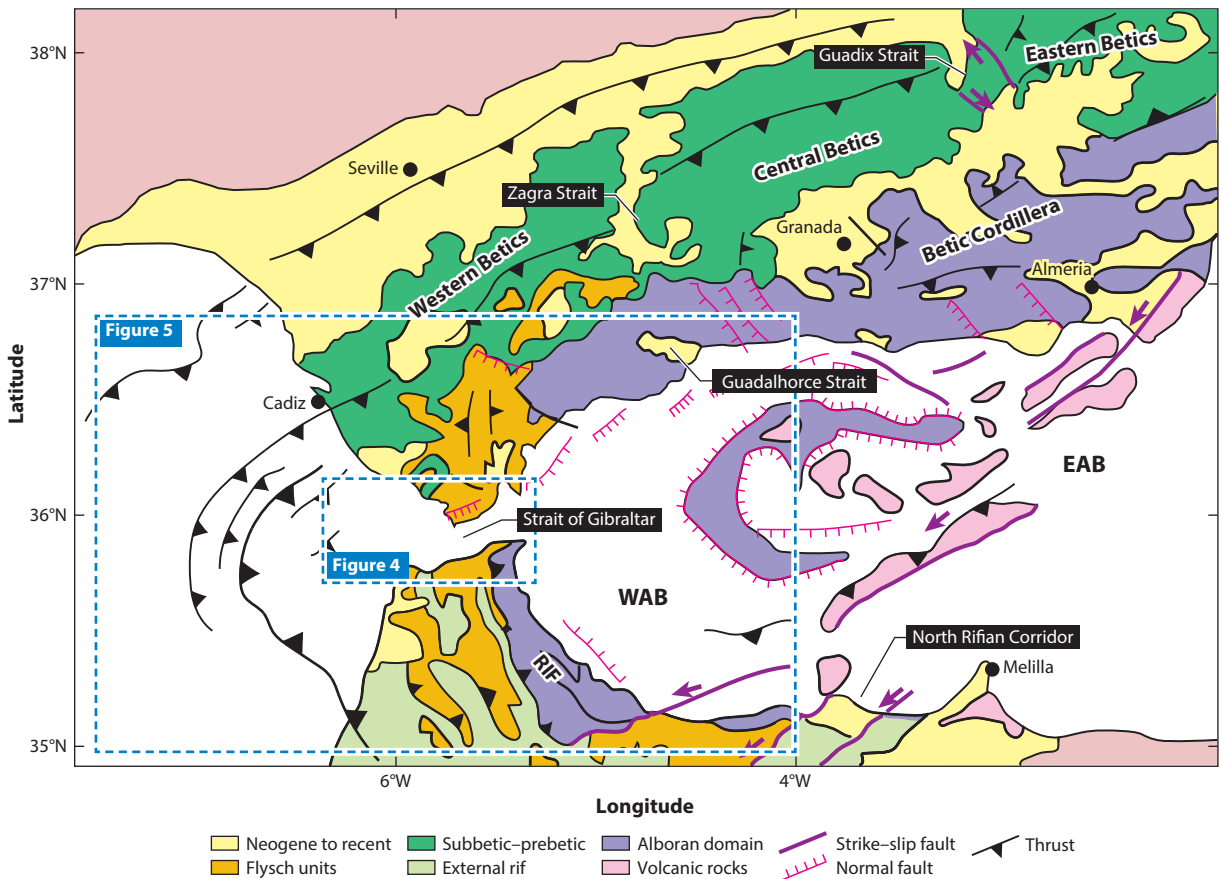 38°N
Guadix Strait
Eastern Betics
Central Betics
Seville
Zagra Strait
Granada
Betic Cordillera
Western Betics
Almeria
37°N
Figure 5
Latitude
Guadalhorce Strait
Cadiz
EAB
36°N
Strait of Gibraltar
Figure 4
WAB
North Rifian Corridor
RIF
Melilla
35°N
6°W
4°W
Longitude
Neogene to recent
Subbetic–prebetic
Alboran domain
Strike–slip fault
Thrust
Flysch units
External rif
Volcanic rocks
Normal fault